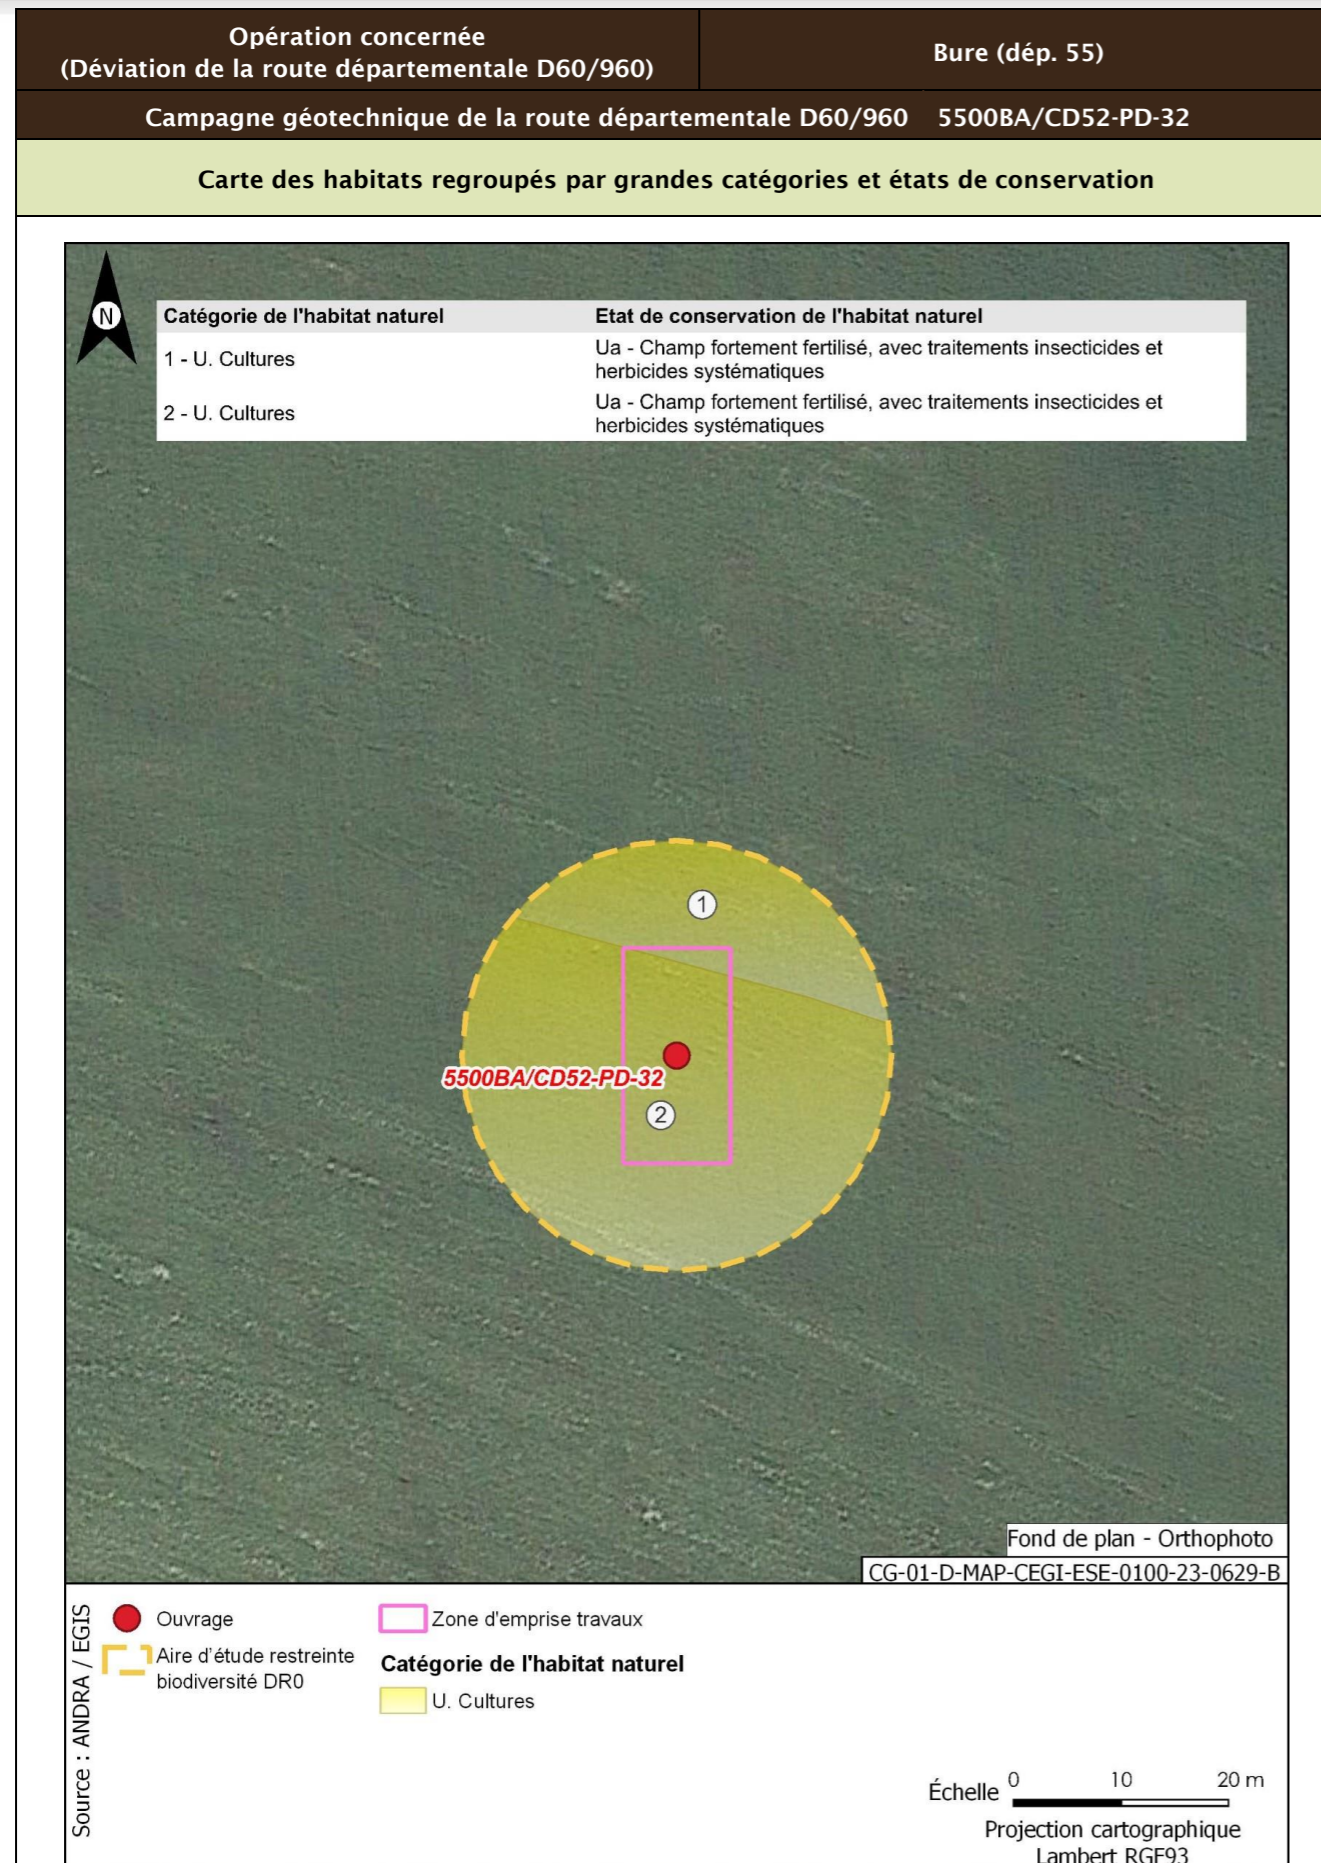 Opération concernée
(Déviation de la route départementale D60/960)
Bure (dép. 55)
Campagne géotechnique de la route départementale D60/960 5500BA/CD52-PD-32
Carte des habitats regroupés par grandes catégories et états de conservation
N
Catégorie de l'habitat naturel
Etat de conservation de l'habitat naturel
1 - U. Cultures
Ua - Champ fortement fertilisé, avec traitements insecticides et
herbicides systématiques
2 - U. Cultures
Ua - Champ fortement fertilisé, avec traitements insecticides et
herbicides systématiques
1
5500BA/CD52-PD-32
2
Fond de plan - Orthophoto
CG-01-D-MAP-CEGI-ESE-0100-23-0629-B
Source : ANDRA / EGIS
Ouvrage
Aire d'étude restreinte
biodiversité DR0
Zone d'emprise travaux
Catégorie de l'habitat naturel
U. Cultures
Échelle 0 10 20 m
Projection cartographique
Lambert RGF93